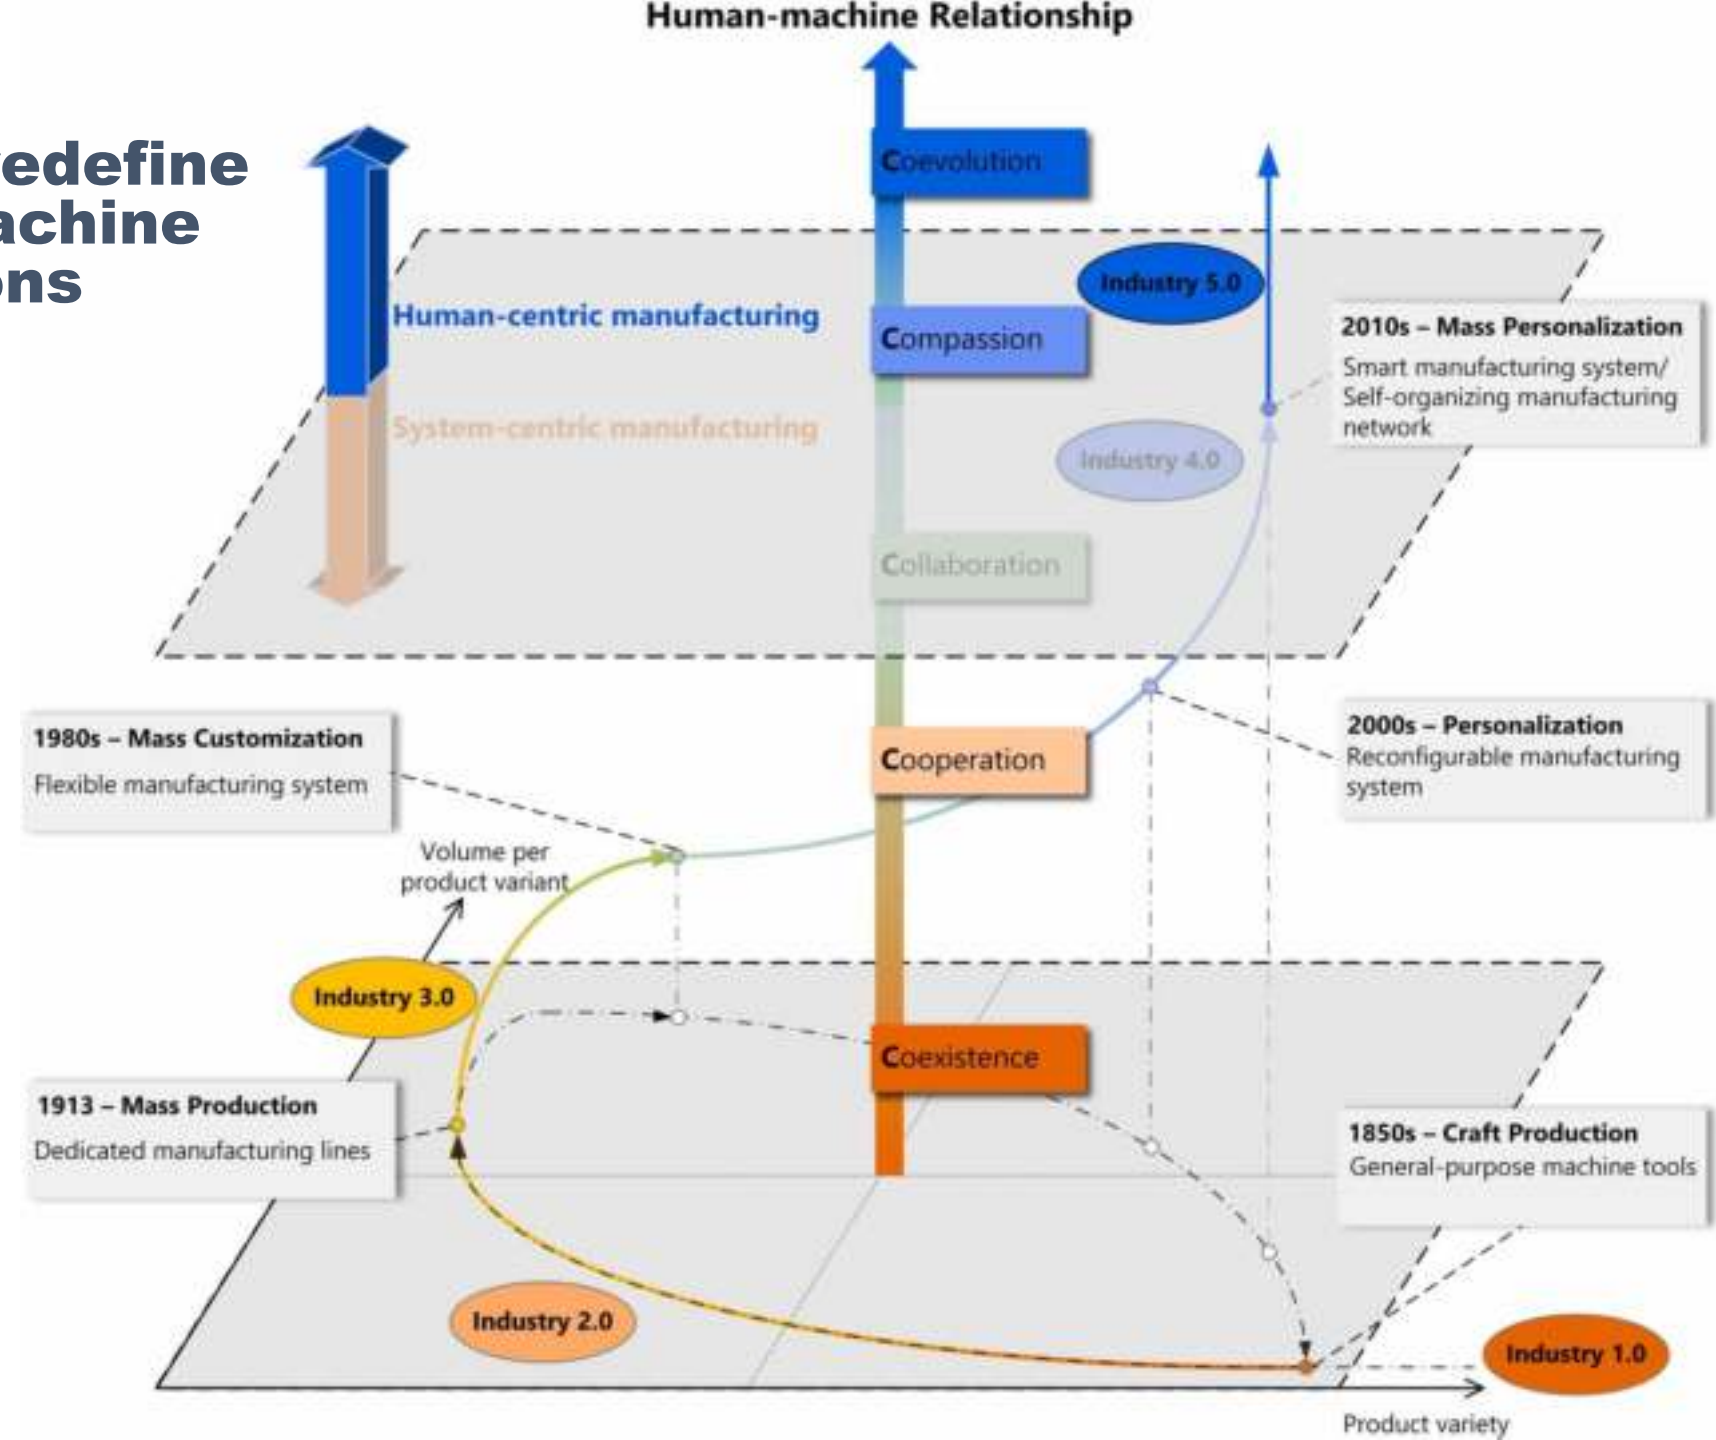 Human-machine Relationship
edefine
achine
ons
Coevolution
Industry 5.0
Human-centric manufacturing
Compassion
2010s – Mass Personalization
Smart manufacturing system/
Self-organizing manufacturing
network
System-centric manufacturing
Industry 4.0
Collaboration
1980s – Mass Customization
Flexible manufacturing system
Cooperation
2000s – Personalization
Reconfigurable manufacturing
system
Volume per
product variant
Industry 3.0
Coexistence
1913 – Mass Production
Dedicated manufacturing lines
1850s – Craft Production
General-purpose machine tools
Industry 2.0
Industry 1.0
Product variety